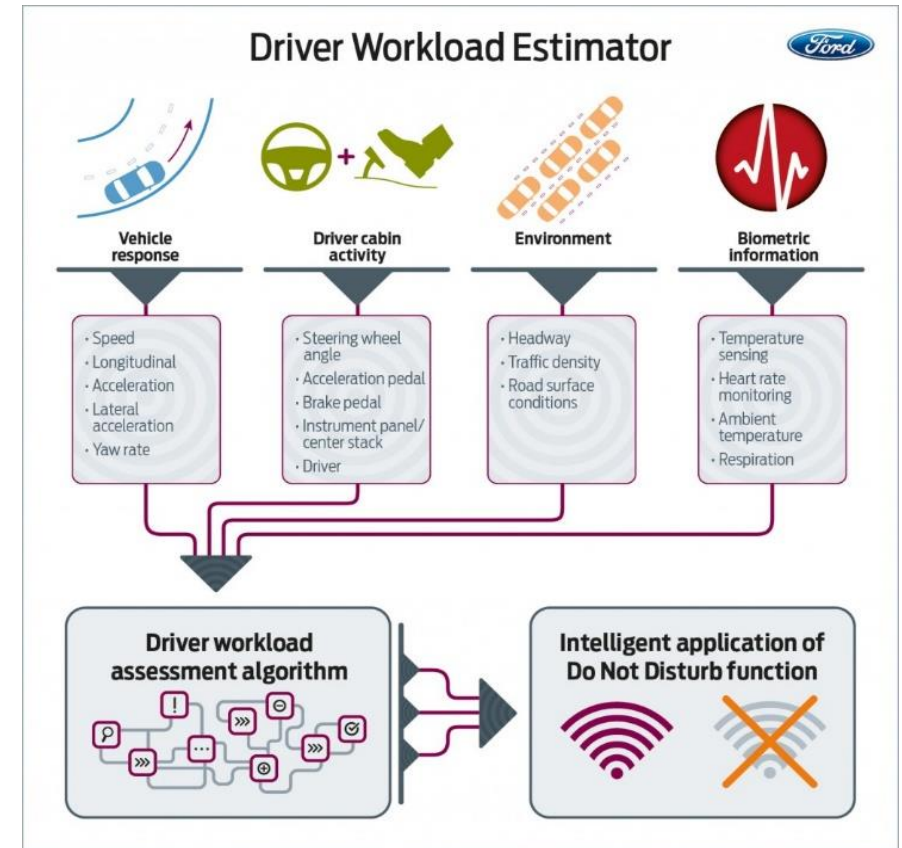 Driver Workload Estimator
Ford
Vehicle
response
Driver cabin
activity
Environment
Biometric
information
· Speed
· Longitudinal
· Acceleration
· Lateral
acceleration
· Yaw rate
· Steering wheel
angle
· Acceleration pedal
· Brake pedal
· Instrument panel/
center stack
· Driver
· Headway
· Traffic density
· Road surface
conditions
· Temperature
sensing
· Heart rate
monitoring
· Ambient
temperature
· Respiration
Driver workload
assessment algorithm
Intelligent application of
Do Not Disturb function